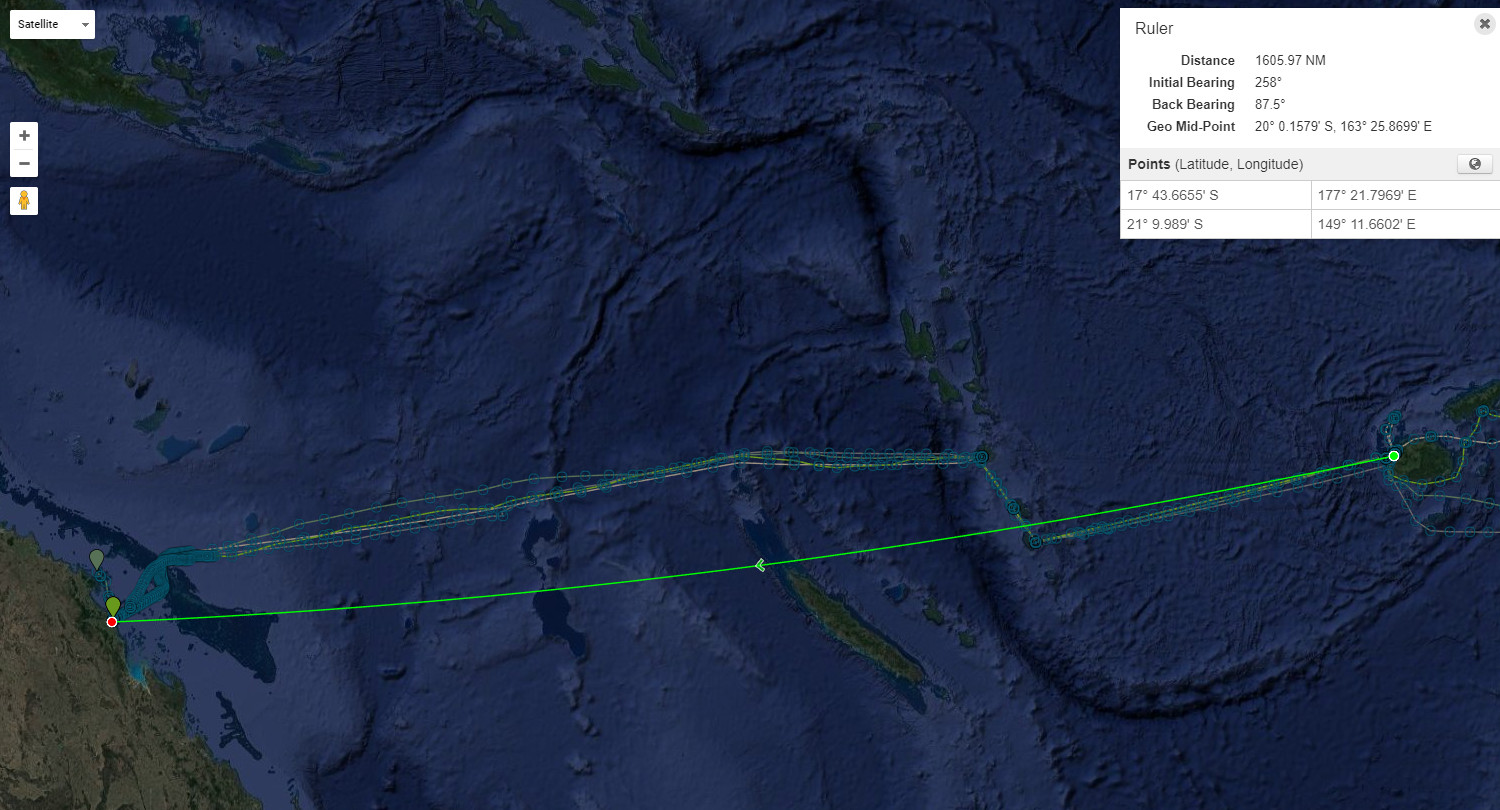 Satellite
Ruler
Distance 1605.97 NM
Initial Bearing 258°
Back Bearing 87.5°
Geo Mid-Point 20° 0.1579' S, 163° 25.8699' E
Points (Latitude, Longitude)
17° 43.6655' S 177° 21.7969' E
21° 9.989' S 149° 11.6602' E